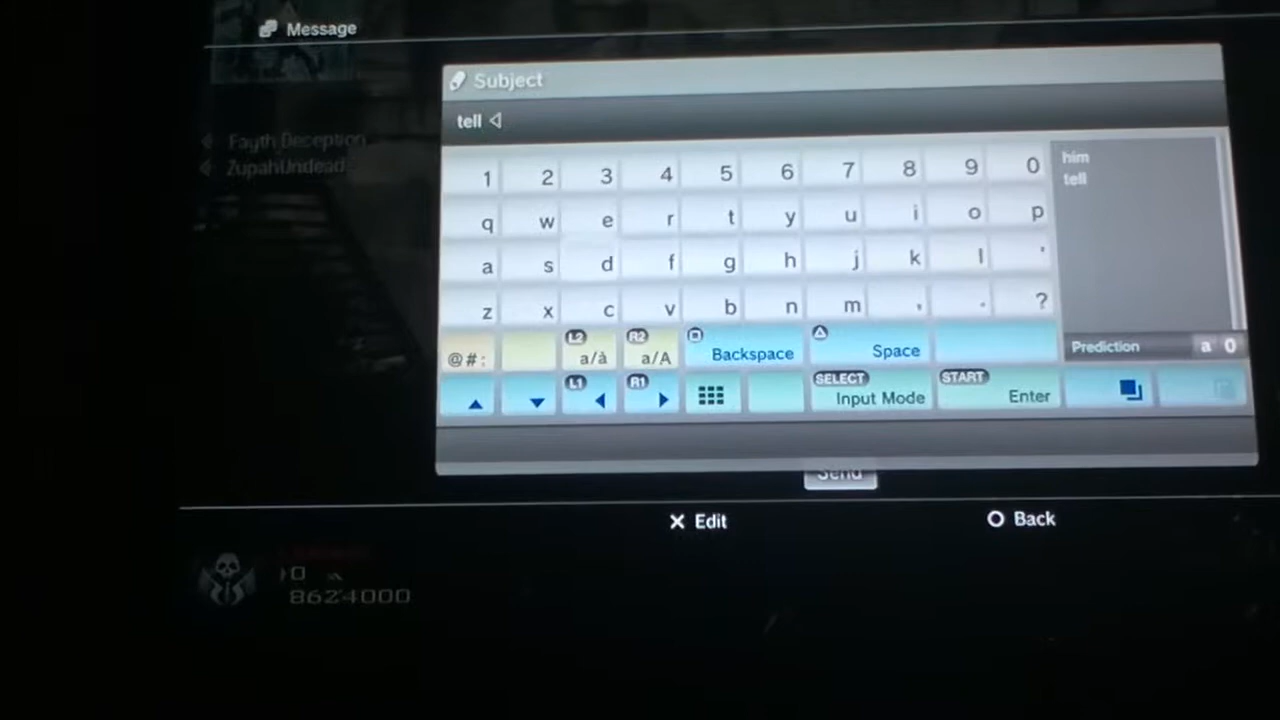 Message
Subject
tell
Fayth Deception
ZupahUndead
him
tell
1 2 3 4 5 6 7 8 9 0
q w e r t y u i o p
a s d f g h j k l '
z x c v b n m , . ?
@#: L2 a/à R2 a/A Backspace Space
Prediction a 0
L1 R1 SELECT Input Mode START Enter
Send
X Edit O Back
0
8624000